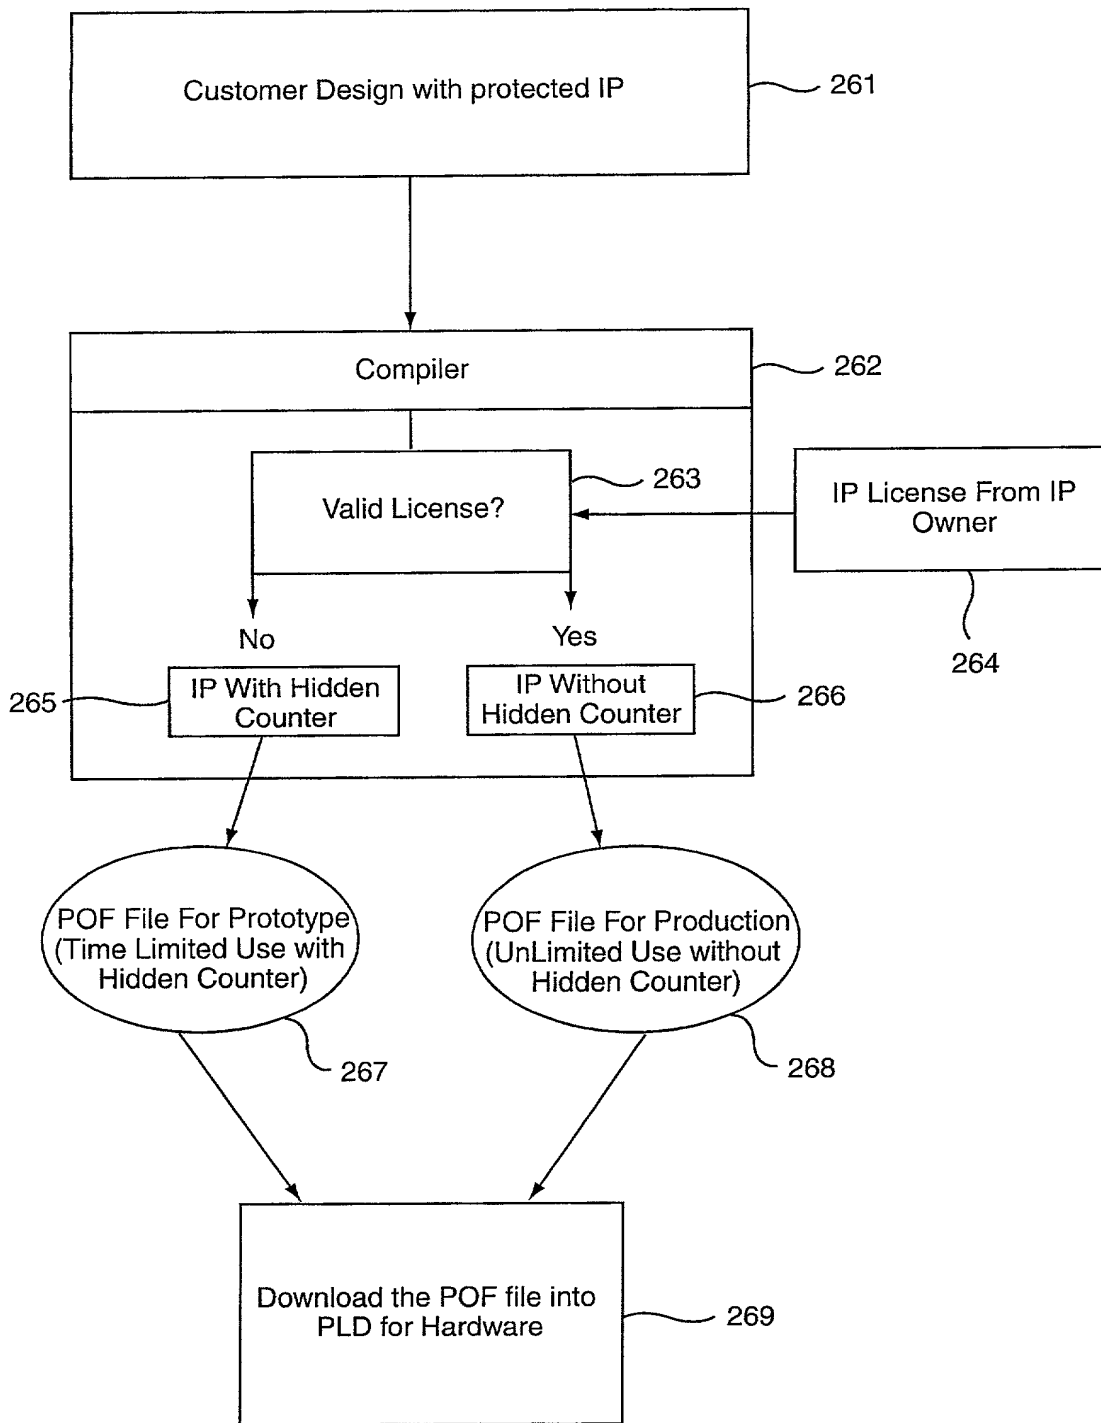 Customer Design with protected IP
261
Compiler
262
Valid License?
263
IP License From IP
Owner
264
No
Yes
265
IP With Hidden
Counter
IP Without
Hidden Counter
266
POF File For Prototype
(Time Limited Use with
Hidden Counter)
267
POF File For Production
(UnLimited Use without
Hidden Counter)
268
Download the POF file into
PLD for Hardware
269